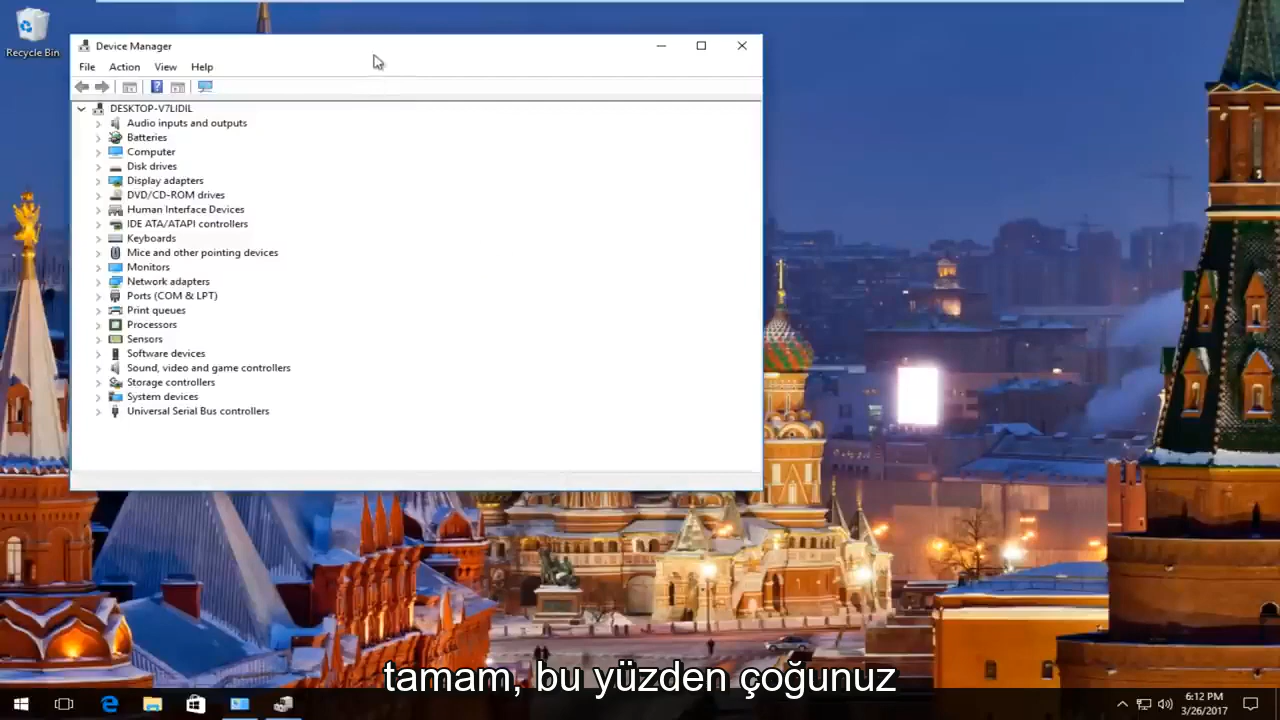 Recycle Bin
Device Manager
File Action View Help
DESKTOP-V7LIDIL
Audio inputs and outputs
Batteries
Computer
Disk drives
Display adapters
DVD/CD-ROM drives
Human Interface Devices
IDE ATA/ATAPI controllers
Keyboards
Mice and other pointing devices
Monitors
Network adapters
Ports (COM & LPT)
Print queues
Processors
Sensors
Software devices
Sound, video and game controllers
Storage controllers
System devices
Universal Serial Bus controllers
tamam, bu yüzden çoğunuz
6:12 PM
3/26/2017